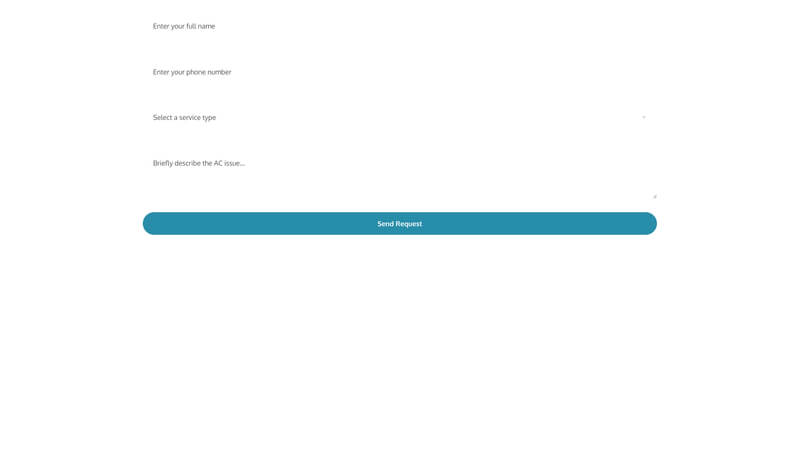 Enter your full name
Enter your phone number
Select a service type
Briefly describe the AC issue...
Send Request